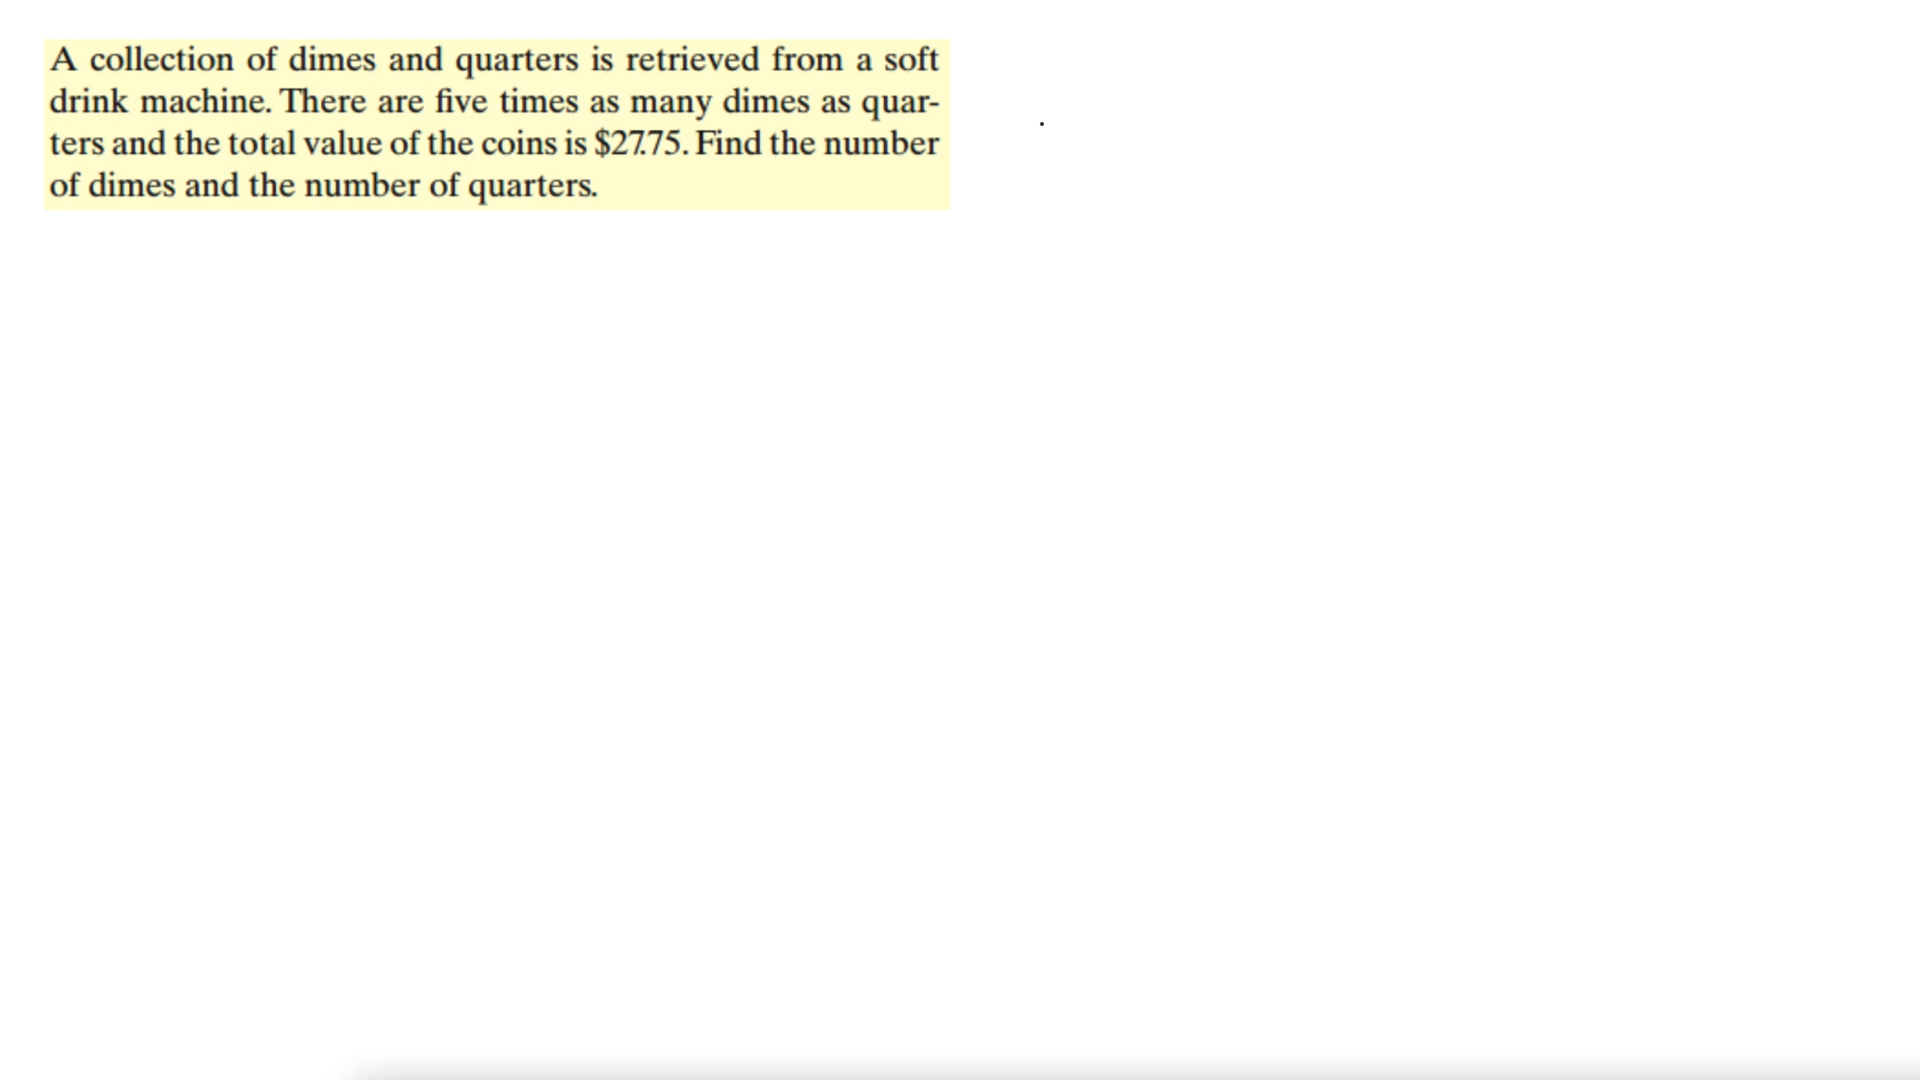 A collection of dimes and quarters is retrieved from a soft
drink machine. There are five times as many dimes as quar-
ters and the total value of the coins is $27.75. Find the number
of dimes and the number of quarters.